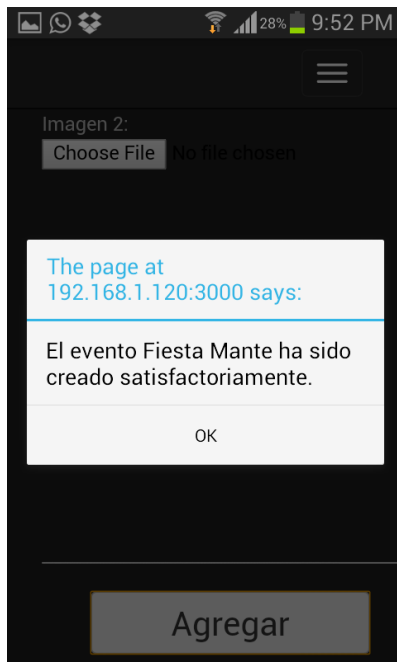 28% 9:52 PM
Imagen 2:
Choose File No file chosen
The page at
192.168.1.120:3000 says:
El evento Fiesta Mante ha sido
creado satisfactoriamente.
OK
Agregar